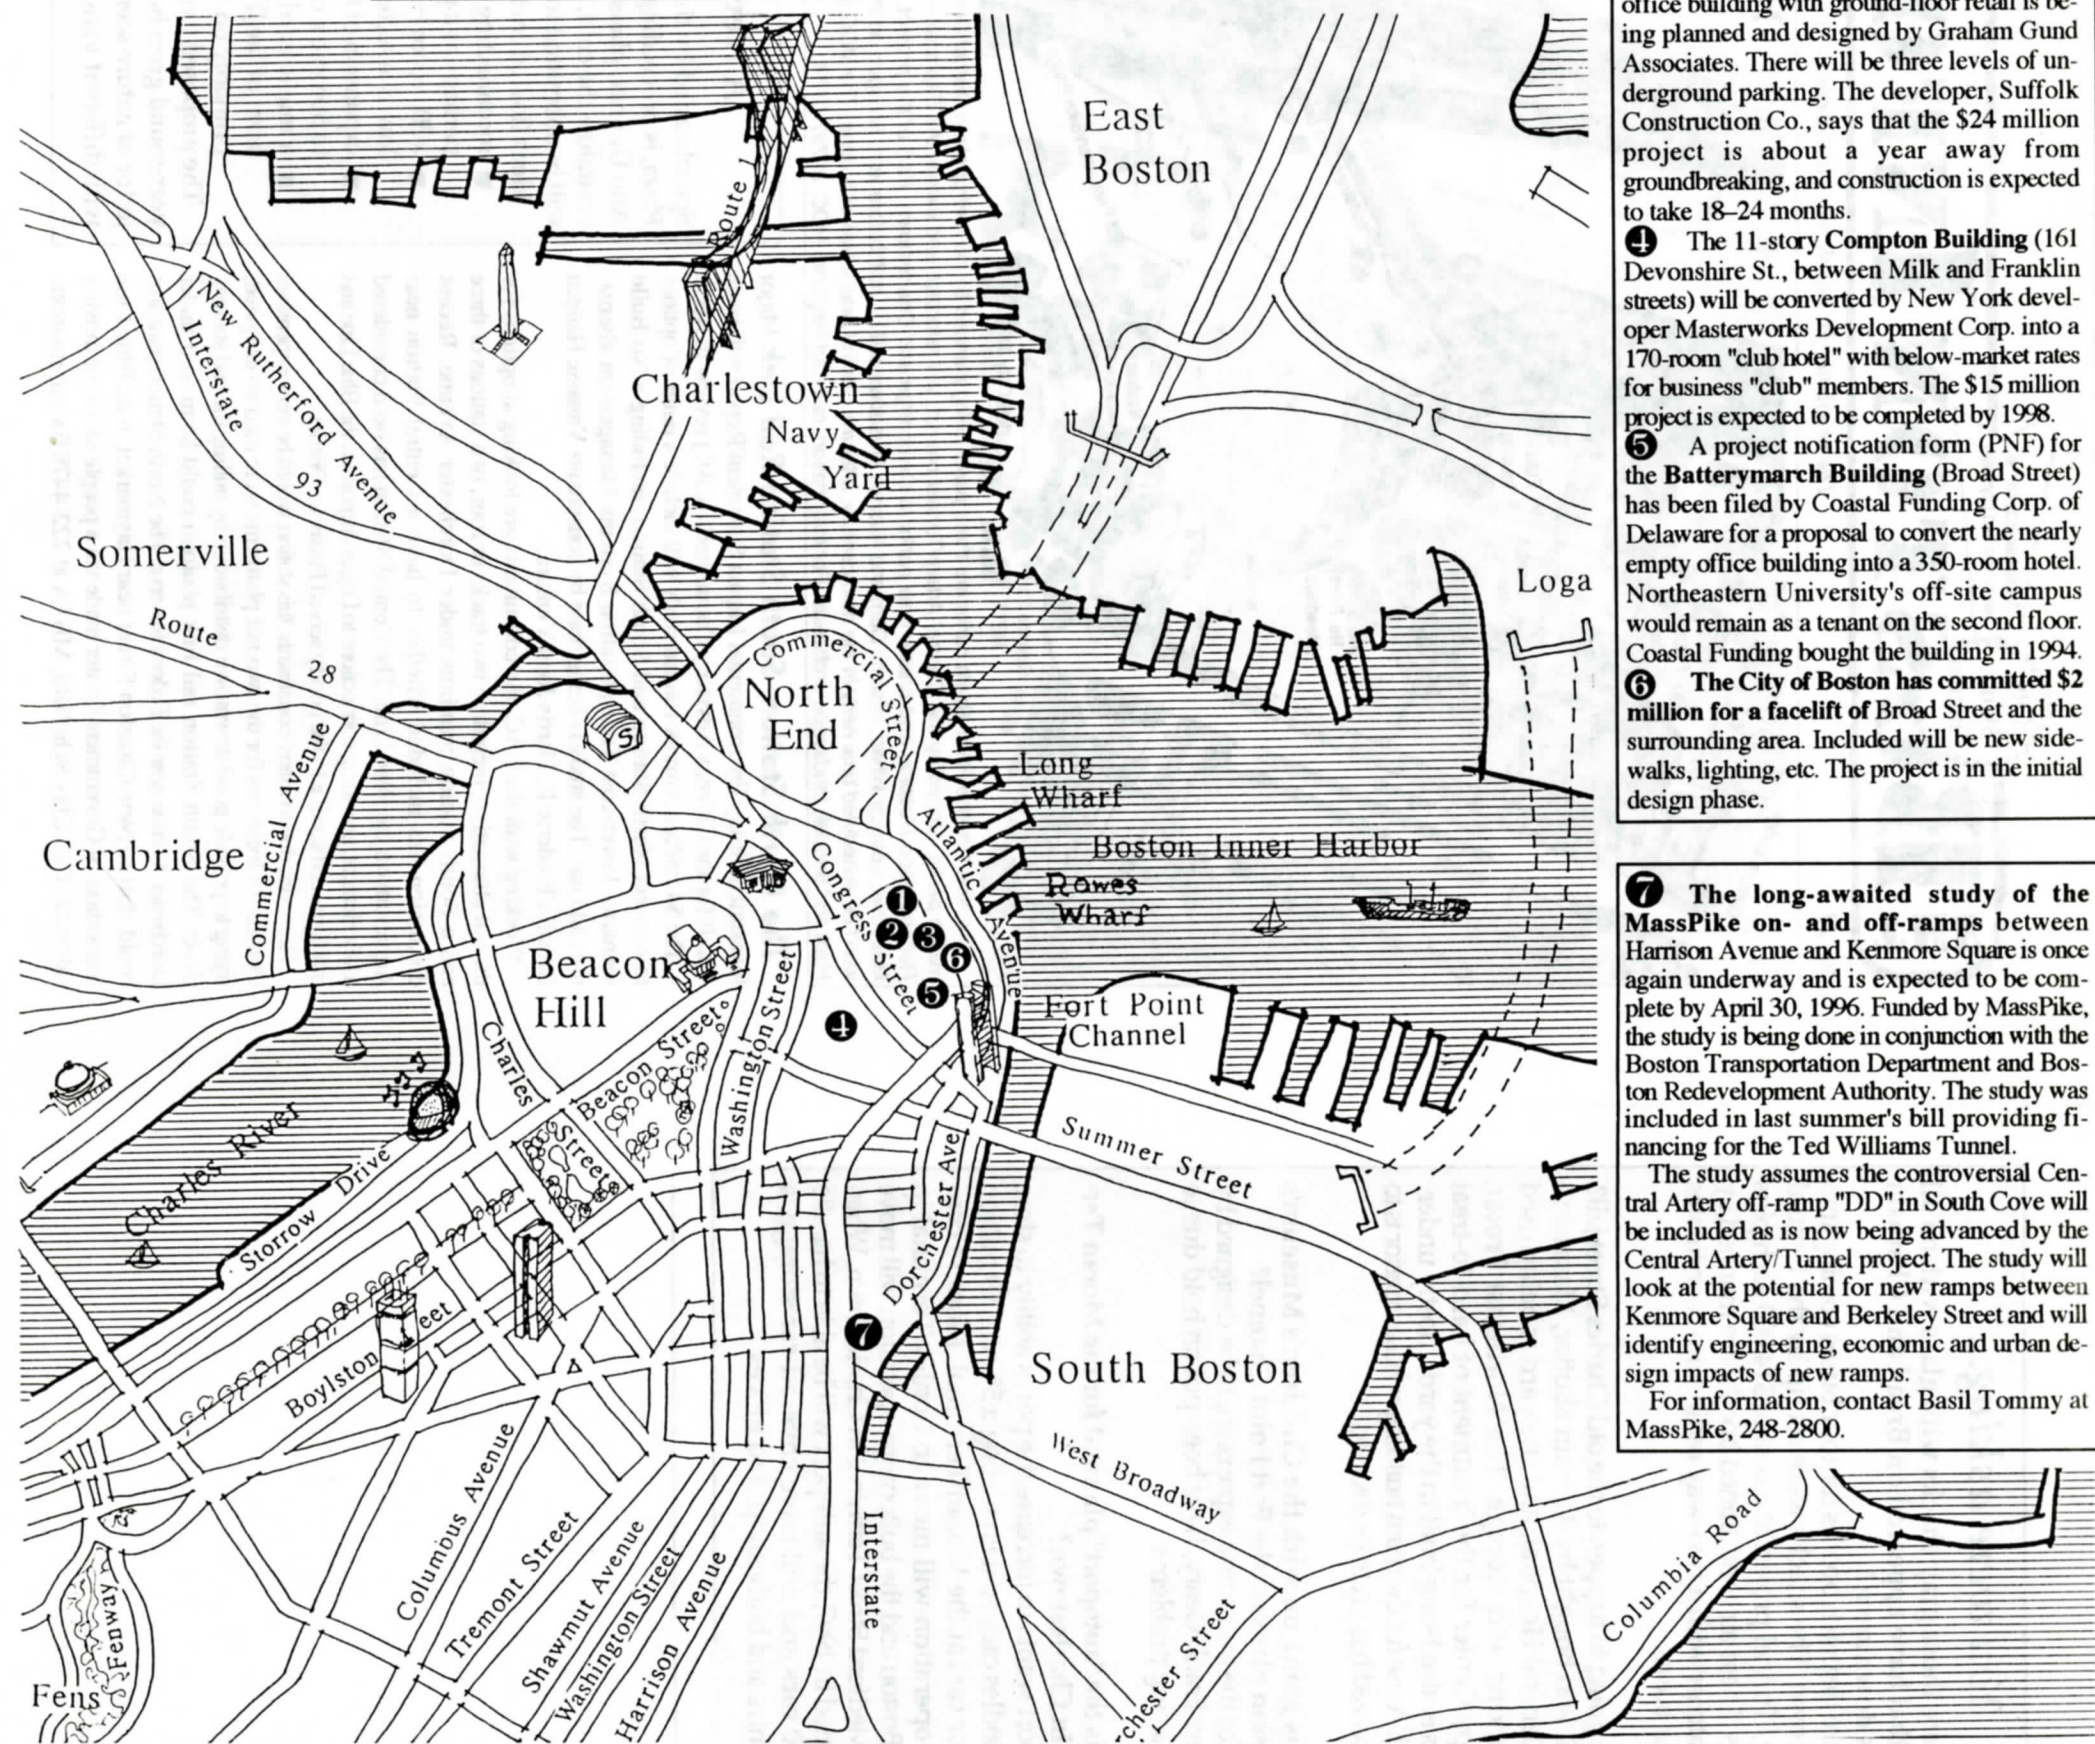 East
Boston
Route 1
Charlestown
Navy
Yard
New Rutherford Avenue
Interstate
93
Somerville
Route
28
Loga
Commercial Street
North
End
S
Long
Wharf
Commercial Avenue
Cambridge
Atlantic Avenue
Boston Inner Harbor
Congress Street
Rowes
Wharf
1
2 3
6
5
4
Beacon
Hill
Fort Point
Channel
Washington Street
Beacon Street
Charles
Street
Charles River
Storrow Drive
Summer Street
Dorchester Ave
7
South Boston
Boylston
eet
West Broadway
Columbus Avenue
Tremont Street
Shawmut Avenue
Washington Street
Harrison Avenue
Interstate
Columbia Road
chester Street
Fenway
Fens
office building with ground-floor retail is be-
ing planned and designed by Graham Gund
Associates. There will be three levels of un-
derground parking. The developer, Suffolk
Construction Co., says that the $24 million
project is about a year away from
groundbreaking, and construction is expected
to take 18–24 months.
4 The 11-story Compton Building (161
Devonshire St., between Milk and Franklin
streets) will be converted by New York devel-
oper Masterworks Development Corp. into a
170-room "club hotel" with below-market rates
for business "club" members. The $15 million
project is expected to be completed by 1998.
5 A project notification form (PNF) for
the Batterymarch Building (Broad Street)
has been filed by Coastal Funding Corp. of
Delaware for a proposal to convert the nearly
empty office building into a 350-room hotel.
Northeastern University's off-site campus
would remain as a tenant on the second floor.
Coastal Funding bought the building in 1994.
6 The City of Boston has committed $2
million for a facelift of Broad Street and the
surrounding area. Included will be new side-
walks, lighting, etc. The project is in the initial
design phase.
7 The long-awaited study of the
MassPike on- and off-ramps between
Harrison Avenue and Kenmore Square is once
again underway and is expected to be com-
plete by April 30, 1996. Funded by MassPike,
the study is being done in conjunction with the
Boston Transportation Department and Bos-
ton Redevelopment Authority. The study was
included in last summer's bill providing fi-
nancing for the Ted Williams Tunnel.
The study assumes the controversial Cen-
tral Artery off-ramp "DD" in South Cove will
be included as is now being advanced by the
Central Artery/Tunnel project. The study will
look at the potential for new ramps between
Kenmore Square and Berkeley Street and will
identify engineering, economic and urban de-
sign impacts of new ramps.
For information, contact Basil Tommy at
MassPike, 248-2800.